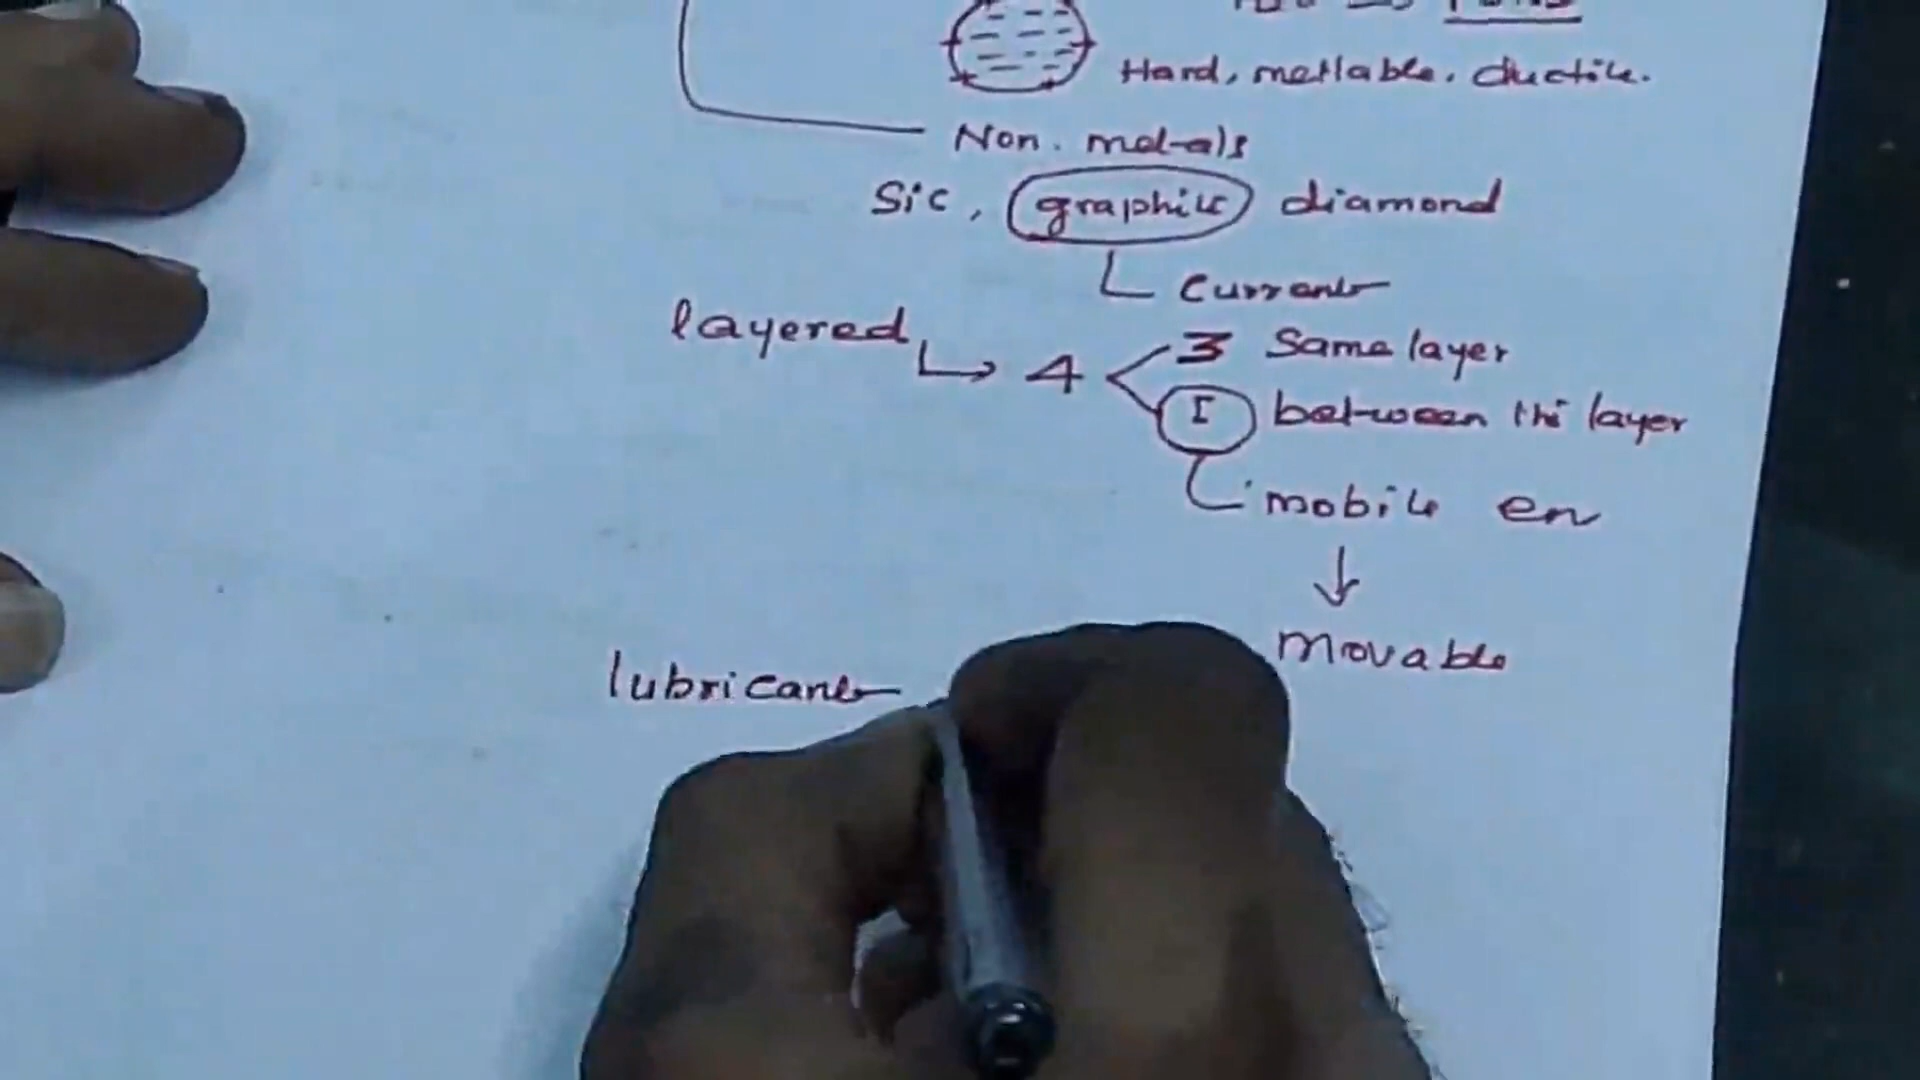 Hard, metlable. ductile.
Non. metals
Sic, graphite diamond
Current
layered
4
3 Same layer
I between the layer
mobile en
↓
Movable
lubricant